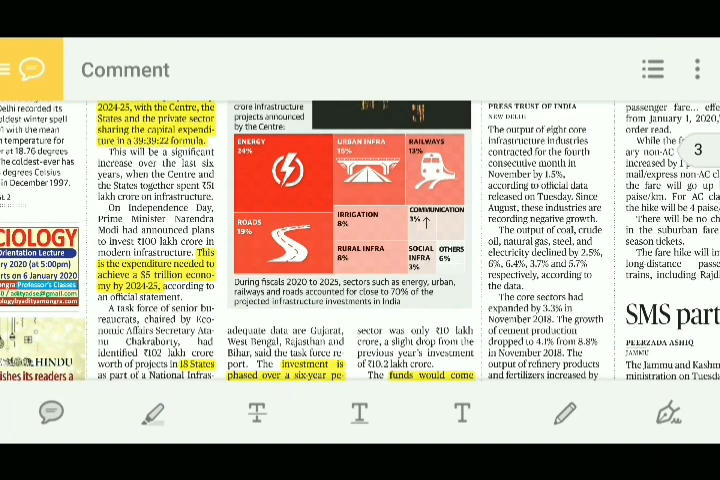 Comment
3
Delhi recorded its
oldest winter spell
01 with the mean
temperature for
er at 18.76 degrees
The coldest-ever has
degrees Celsius
n December 1997.
CIOLOGY
Orientation Lecture
ry 2020 (at 5:00pm)
rts on 6 January 2020
ngra Professor's Classes
HINDU
ishes its readers a
2024-25, with the Centre, the
States and the private sector
sharing the capital expendi-
ture in a 39:39:22 formula.
This will be a significant
increase over the last six
years, when the Centre and
the States together spent ₹51
lakh crore on infrastructure.
On Independence Day,
Prime Minister Narendra
Modi had announced plans
to invest ₹100 lakh crore in
modern infrastructure. This
is the expenditure needed to
achieve a $5 trillion econo-
my by 2024-25, according to
an official statement.
A task force of senior bu-
reaucrats, chaired by Eco-
nomic Affairs Secretary Ata-
nu Chakraborty, had
identified ₹102 lakh crore
worth of projects in 18 States
as part of a National Infras-
crore infrastructure
projects announced
by the Centre:
ENERGY
24%
URBAN INFRA
16%
RAILWAYS
13%
ROADS
19%
IRRIGATION
8%
COMMUNICATION
3%
RURAL INFRA
8%
SOCIAL
INFRA
3%
OTHERS
6%
During fiscals 2020 to 2025, sectors such as energy, urban,
railways and roads accounted for close to 70% of the
projected infrastructure investments in India
adequate data are Gujarat,
West Bengal, Rajasthan and
Bihar, said the task force re-
port. The investment is
phased over a six-year pe-
sector was only ₹10 lakh
crore, a slight drop from the
previous year's investment
of ₹10.2 lakh crore.
The funds would come
PRESS TRUST OF INDIA
NEW DELHI
The output of eight core
infrastructure industries
contracted for the fourth
consecutive month in
November by 1.5%,
according to official data
released on Tuesday. Since
August, these industries are
recording negative growth.
The output of coal, crude
oil, natural gas, steel, and
electricity declined by 2.5%,
6%, 6.4%, 3.7% and 5.7%
respectively, according to
the data.
The core sectors had
expanded by 3.3% in
November 2018. The growth
of cement production
dropped to 4.1% from 8.8%
in November 2018. The
output of refinery products
and fertilizers increased by
passenger fare... effe
from January 1, 2020,"
order read.
While the f
ary non-AC
increased by 1
mail/express non-AC cl
the fare will go up
paise/km. For AC cla
the hike will be 4 paise/
There will be no ch
in the suburban fare
season tickets.
The fare hike will in
long-distance passe
trains, including Rajd
SMS part
PEERZADA ASHIQ
JAMMU
The Jammu and Kashm
ministration on Tuesday
T
T
T